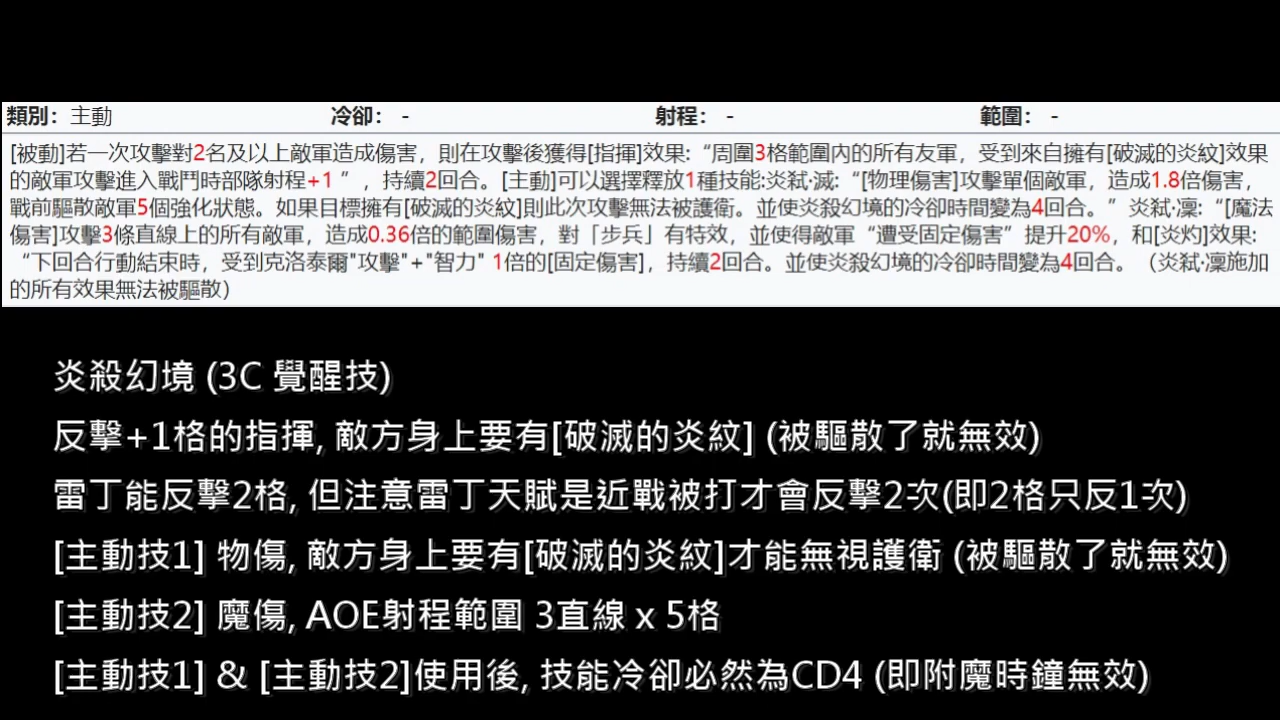 類別: 主動 冷卻: - 射程: - 範圍: -
[被動]若一次攻擊對2名及以上敵軍造成傷害，則在攻擊後獲得[指揮]效果: “周圍3格範圍內的所有友軍，受到來自擁有[破滅的炎紋]效果
的敵軍攻擊進入戰鬥時部隊射程+1 ”，持續2回合。[主動]可以選擇釋放1種技能:炎弒·滅: “[物理傷害]攻擊單個敵軍，造成1.8倍傷害，
戰前驅散敵軍5個強化狀態。如果目標擁有[破滅的炎紋]則此次攻擊無法被護衛。並使炎殺幻境的冷卻時間變為4回合。” 炎弒·凜: “[魔法
傷害]攻擊3條直線上的所有敵軍，造成0.36倍的範圍傷害，對「步兵」有特效，並使得敵軍“遭受固定傷害”提升20%，和[炎灼]效果:
“下回合行動結束時，受到克洛泰爾"攻擊"+"智力" 1倍的[固定傷害]，持續2回合。並使炎殺幻境的冷卻時間變為4回合。（炎弒·凜施加
的所有效果無法被驅散）
炎殺幻境 (3C 覺醒技)
反擊+1格的指揮, 敵方身上要有[破滅的炎紋] (被驅散了就無效)
雷丁能反擊2格, 但注意雷丁天賦是近戰被打才會反擊2次(即2格只反1次)
[主動技1] 物傷, 敵方身上要有[破滅的炎紋]才能無視護衛 (被驅散了就無效)
[主動技2] 魔傷, AOE射程範圍 3直線 x 5格
[主動技1] & [主動技2]使用後, 技能冷卻必然為CD4 (即附魔時鐘無效)